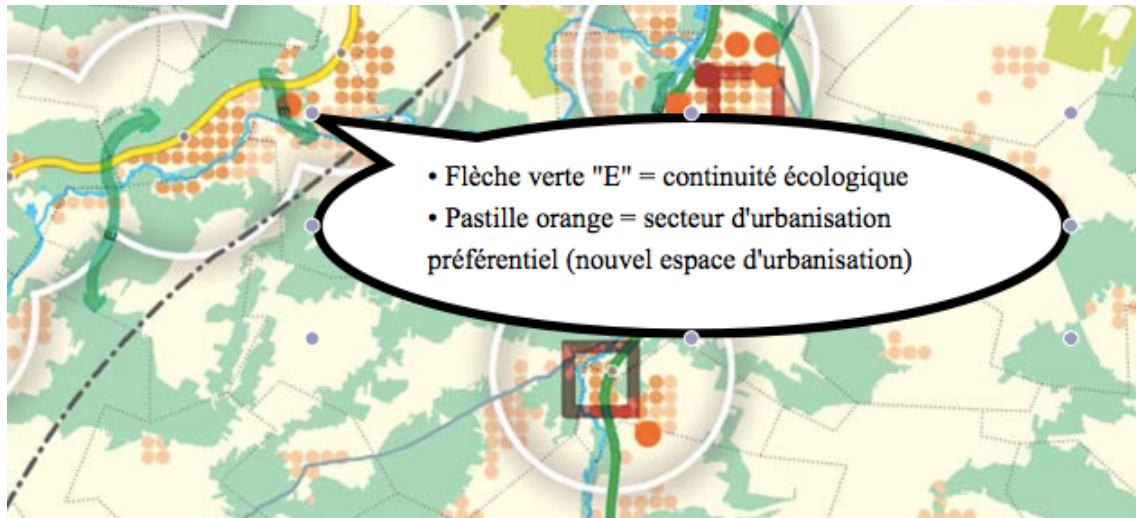 • Flèche verte "E" = continuité écologique
• Pastille orange = secteur d'urbanisation
préférentiel (nouvel espace d'urbanisation)
E
E
E